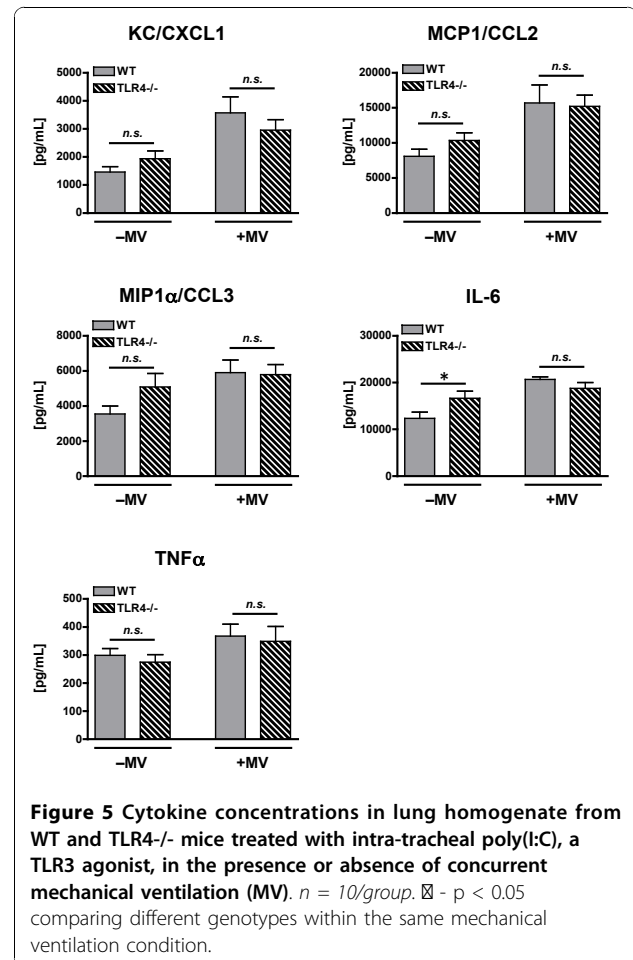 KC/CXCL1
5000
4000
3000
2000
1000
0
[pg/mL]
WT
TLR4-/-
n.s.
n.s.
–MV
+MV
MCP1/CCL2
20000
15000
10000
5000
0
[pg/mL]
WT
TLR4-/-
n.s.
n.s.
–MV
+MV
MIP1α/CCL3
8000
6000
4000
2000
0
[pg/mL]
WT
TLR4-/-
n.s.
n.s.
–MV
+MV
IL-6
30000
20000
10000
0
[pg/mL]
WT
TLR4-/-
*
n.s.
–MV
+MV
TNFα
500
400
300
200
100
0
[pg/mL]
WT
TLR4-/-
n.s.
n.s.
–MV
+MV
Figure 5 Cytokine concentrations in lung homogenate from
WT and TLR4-/- mice treated with intra-tracheal poly(I:C), a
TLR3 agonist, in the presence or absence of concurrent
mechanical ventilation (MV). n = 10/group. - p < 0.05
comparing different genotypes within the same mechanical
ventilation condition.